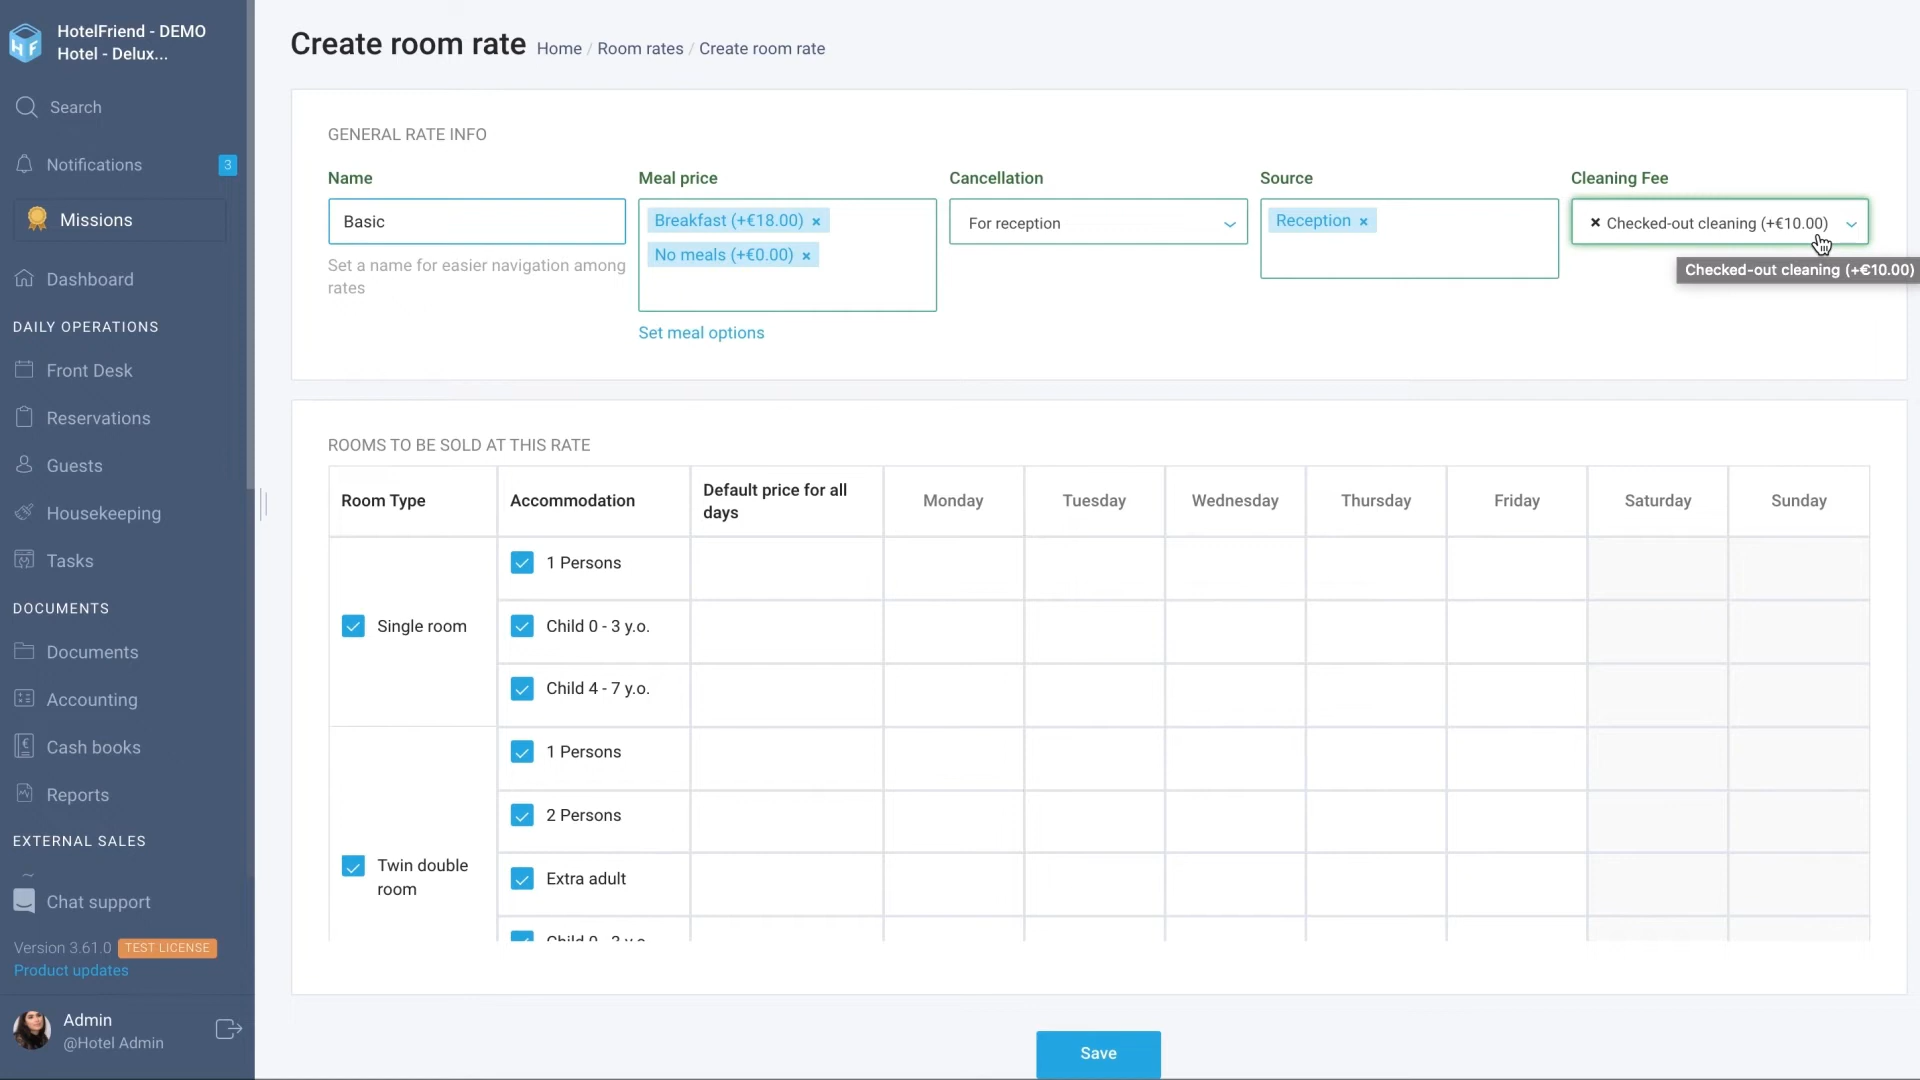 HotelFriend - DEMO
Hotel - Delux...
Search
Notifications 3
Missions
Dashboard
DAILY OPERATIONS
Front Desk
Reservations
Guests
Housekeeping
Tasks
DOCUMENTS
Documents
Accounting
Cash books
Reports
EXTERNAL SALES
Chat support
Version 3.61.0 TEST LICENSE
Product updates
Admin
@Hotel Admin
Create room rate Home / Room rates / Create room rate
GENERAL RATE INFO
Name
Basic
Set a name for easier navigation among
rates
Meal price
Breakfast (+€18.00) ×
No meals (+€0.00) ×
Set meal options
Cancellation
For reception
Source
Reception ×
Cleaning Fee
× Checked-out cleaning (+€10.00)
Checked-out cleaning (+€10.00)
ROOMS TO BE SOLD AT THIS RATE
Room Type Accommodation Default price for all days Monday Tuesday Wednesday Thursday Friday Saturday Sunday
Single room
1 Persons
Child 0 - 3 y.o.
Child 4 - 7 y.o.
Twin double
room
1 Persons
2 Persons
Extra adult
Child 0 - 3 y.o.
Save